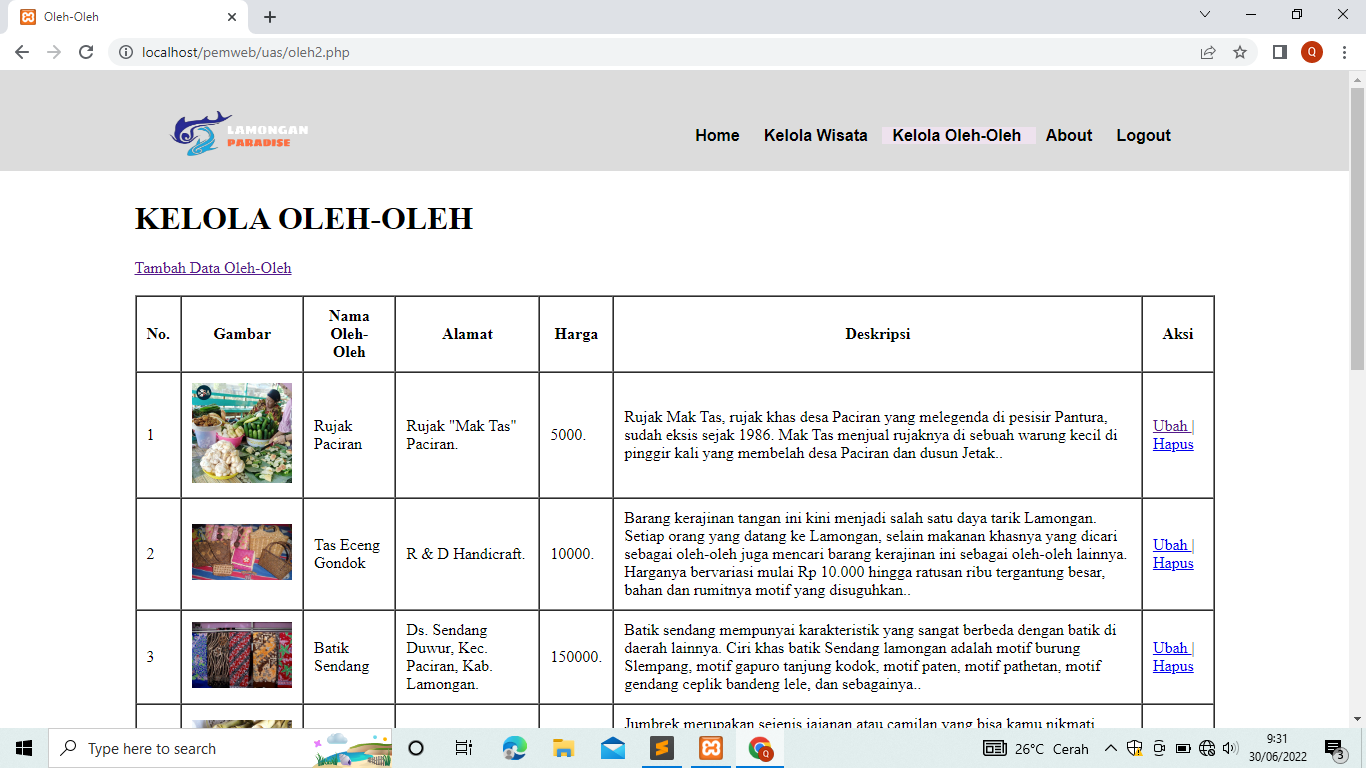 Oleh-Oleh
localhost/pemweb/uas/oleh2.php
Q
LAMONGAN
PARADISE
Home Kelola Wisata Kelola Oleh-Oleh About Logout
KELOLA OLEH-OLEH
Tambah Data Oleh-Oleh
No. Gambar Nama Oleh-Oleh Alamat Harga Deskripsi Aksi
1
Rujak
Paciran
Rujak "Mak Tas"
Paciran.
5000.
Rujak Mak Tas, rujak khas desa Paciran yang melegenda di pesisir Pantura,
sudah eksis sejak 1986. Mak Tas menjual rujaknya di sebuah warung kecil di
pinggir kali yang membelah desa Paciran dan dusun Jetak..
Ubah |
Hapus
2
Tas Eceng
Gondok
R & D Handicraft.
10000.
Barang kerajinan tangan ini kini menjadi salah satu daya tarik Lamongan.
Setiap orang yang datang ke Lamongan, selain makanan khasnya yang dicari
sebagai oleh-oleh juga mencari barang kerajinan ini sebagai oleh-oleh lainnya.
Harganya bervariasi mulai Rp 10.000 hingga ratusan ribu tergantung besar,
bahan dan rumitnya motif yang disuguhkan..
Ubah |
Hapus
3
Batik
Sendang
Ds. Sendang
Duwur, Kec.
Paciran, Kab.
Lamongan.
150000.
Batik sendang mempunyai karakteristik yang sangat berbeda dengan batik di
daerah lainnya. Ciri khas batik Sendang lamongan adalah motif burung
Slempang, motif gapuro tanjung kodok, motif paten, motif pathetan, motif
gendang ceplik bandeng lele, dan sebagainya..
Ubah |
Hapus
Jumbrek merupakan sejenis jajanan atau camilan yang bisa kamu nikmati
Type here to search
Q
26°C Cerah
9:31
30/06/2022
3